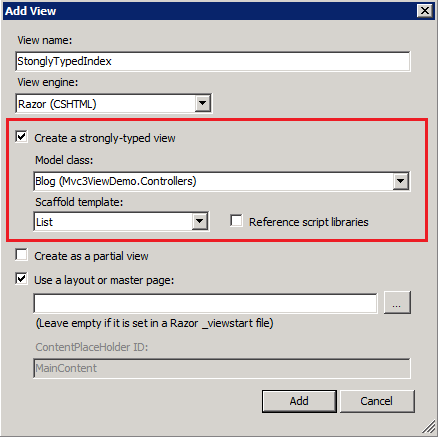 Add View
View name:
StonglyTypedIndex
View engine:
Razor (CSHTML)
Create a strongly-typed view
Model class:
Blog (Mvc3ViewDemo.Controllers)
Scaffold template:
List
Reference script libraries
Create as a partial view
Use a layout or master page:
...
(Leave empty if it is set in a Razor _viewstart file)
ContentPlaceHolder ID:
MainContent
Add
Cancel